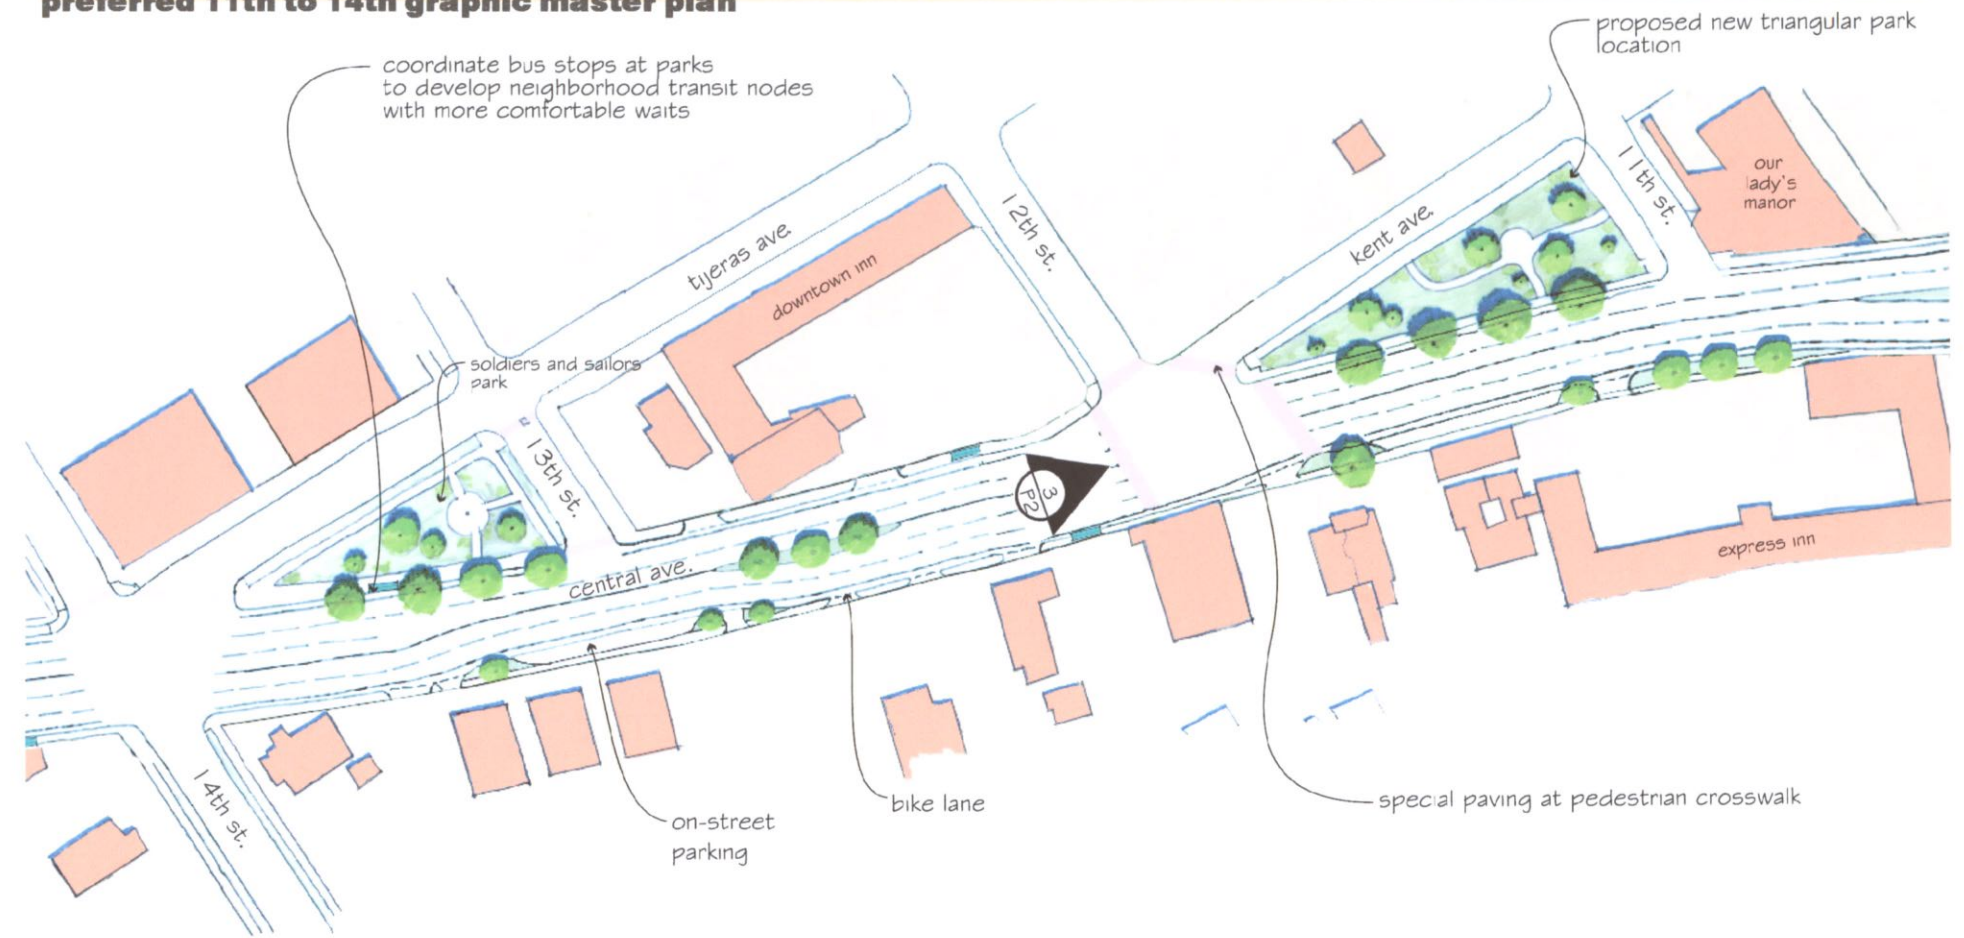 preferred 11th to 14th graphic master plan
proposed new triangular park
location
coordinate bus stops at parks
to develop neighborhood transit nodes
with more comfortable waits
11th st.
our
lady's
manor
12th st.
kent ave.
tijeras ave.
downtown inn
soldiers and sailors
park
13th st.
3
P2
central ave.
express inn
14th st.
bike lane
special paving at pedestrian crosswalk
on-street
parking